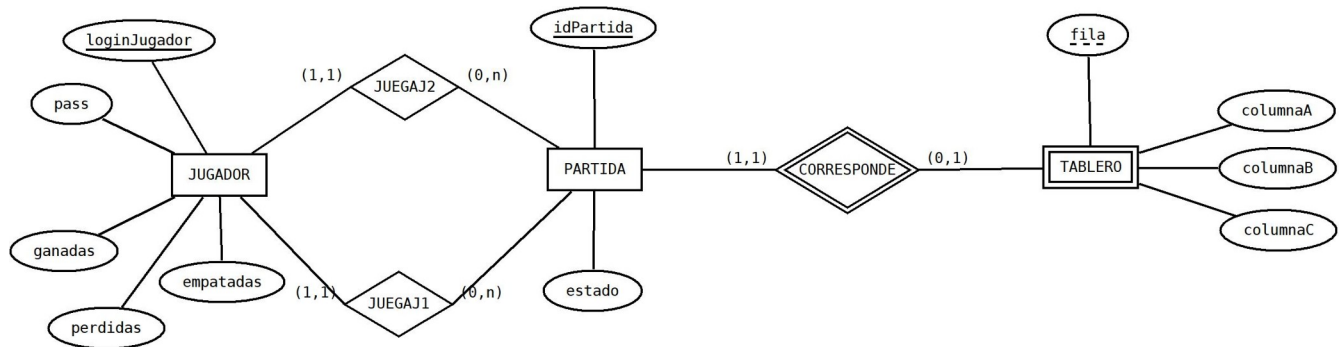 loginJugador
idPartida
fila
(1,1)
JUEGAJ2
(0,n)
pass
columnaA
JUGADOR
PARTIDA
(1,1)
CORRESPONDE
(0,1)
TABLERO
columnaB
columnaC
ganadas
empatadas
(1,1)
JUEGAJ1
(0,n)
estado
perdidas